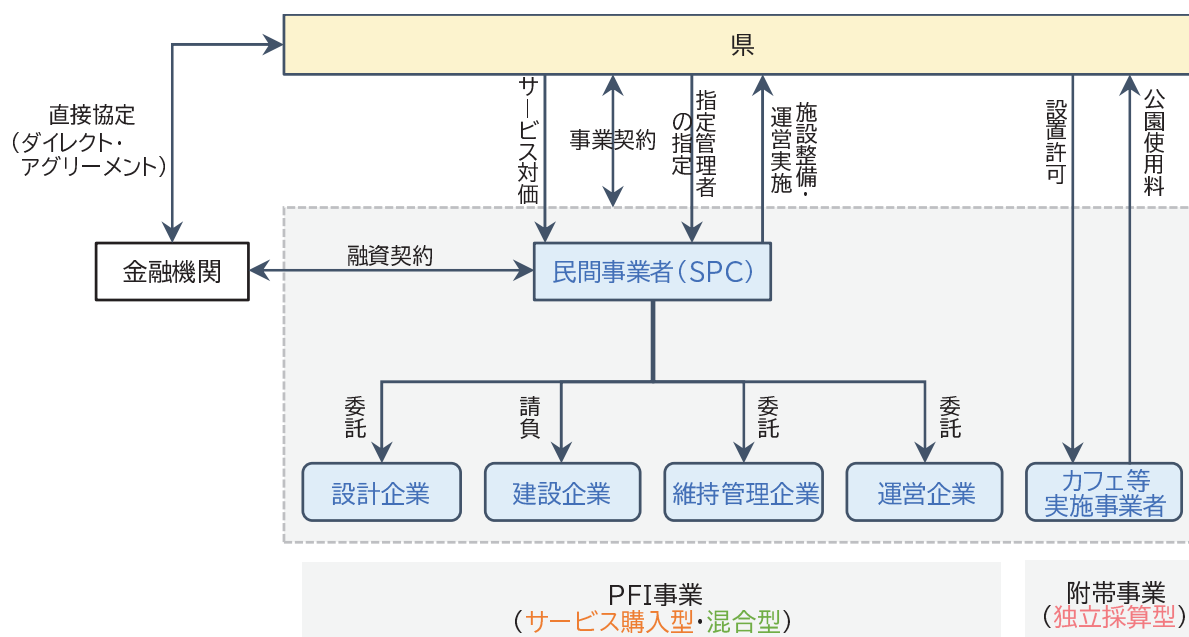 県
直接協定
（ダイレクト・
アグリーメント）
サービス対価
事業契約
指定管理者
の指定
施設整備・
運営実施
設置許可
公園使用料
金融機関
融資契約
民間事業者（SPC）
委託
請負
委託
委託
設計企業
建設企業
維持管理企業
運営企業
カフェ等
実施事業者
PFI事業
（サービス購入型・混合型）
附帯事業
（独立採算型）